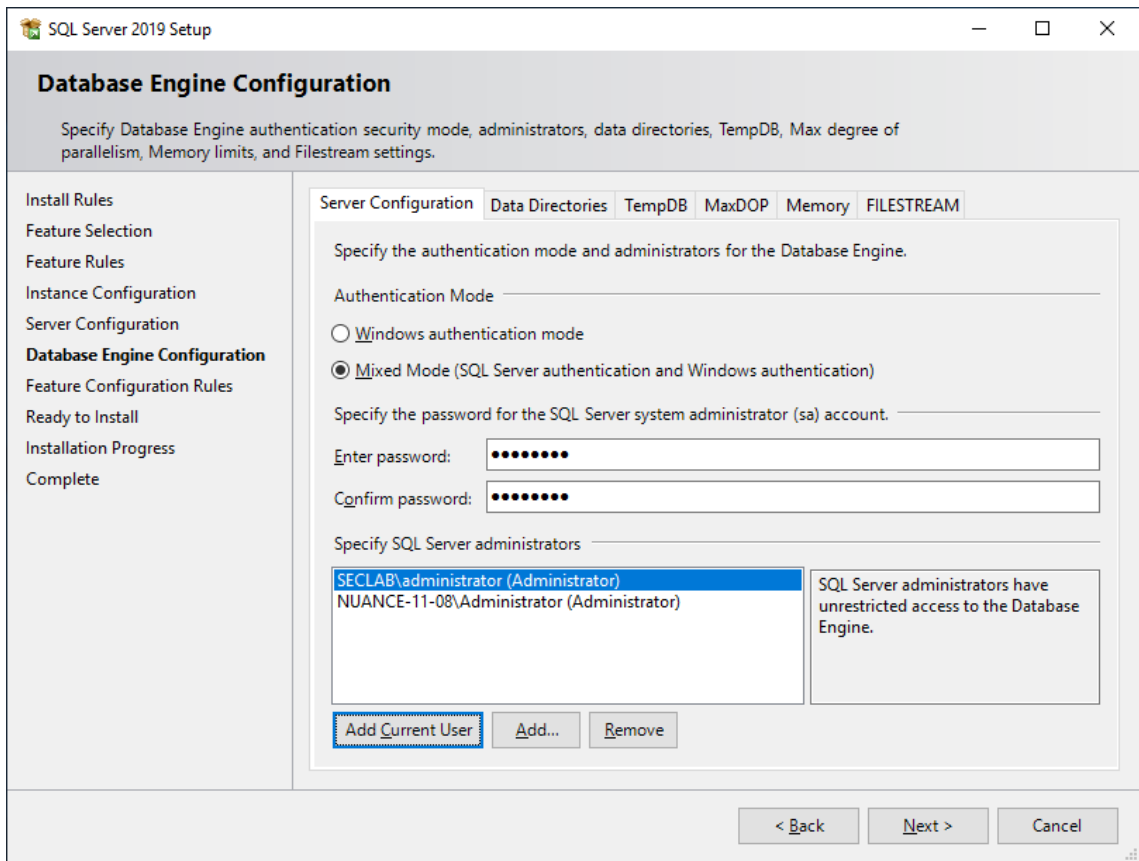 SQL Server 2019 Setup
Database Engine Configuration
Specify Database Engine authentication security mode, administrators, data directories, TempDB, Max degree of
parallelism, Memory limits, and Filestream settings.
Install Rules
Feature Selection
Feature Rules
Instance Configuration
Server Configuration
Database Engine Configuration
Feature Configuration Rules
Ready to Install
Installation Progress
Complete
Server Configuration Data Directories TempDB MaxDOP Memory FILESTREAM
Specify the authentication mode and administrators for the Database Engine.
Authentication Mode
Windows authentication mode
Mixed Mode (SQL Server authentication and Windows authentication)
Specify the password for the SQL Server system administrator (sa) account.
Enter password: ●●●●●●●●
Confirm password: ●●●●●●●●
Specify SQL Server administrators
SECLAB\administrator (Administrator)
NUANCE-11-08\Administrator (Administrator)
SQL Server administrators have
unrestricted access to the Database
Engine.
Add Current User Add... Remove
< Back Next > Cancel